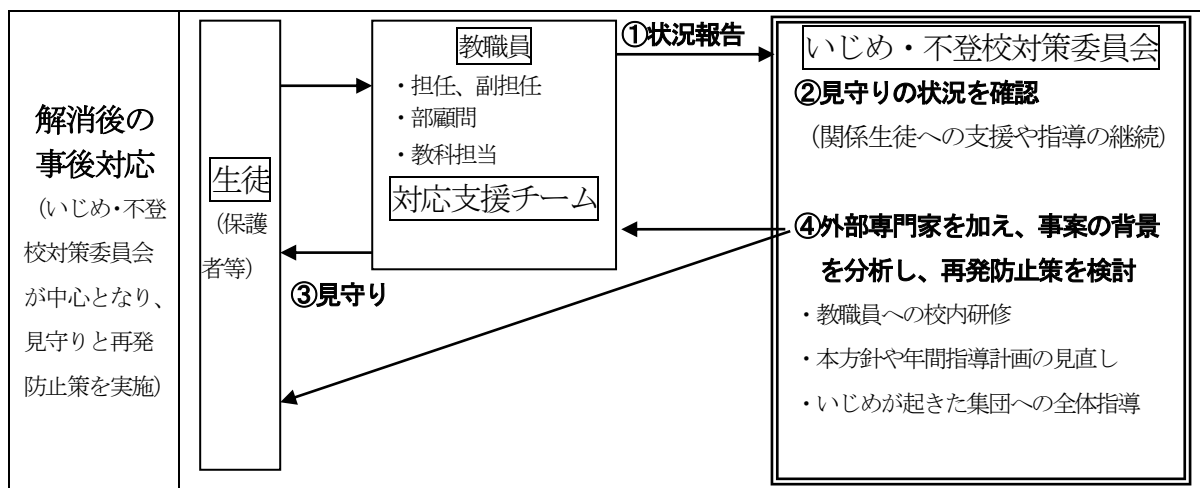 解消後の
事後対応
（いじめ・不登
校対策委員会
が中心となり、
見守りと再発
防止策を実施）
生徒
（保護
者等）
教職員
・担任、副担任
・部顧問
・教科担当
対応支援チーム
①状況報告
③見守り
いじめ・不登校対策委員会
②見守りの状況を確認
（関係生徒への支援や指導の継続）
④外部専門家を加え、事案の背景
を分析し、再発防止策を検討
・教職員への校内研修
・本方針や年間指導計画の見直し
・いじめが起きた集団への全体指導